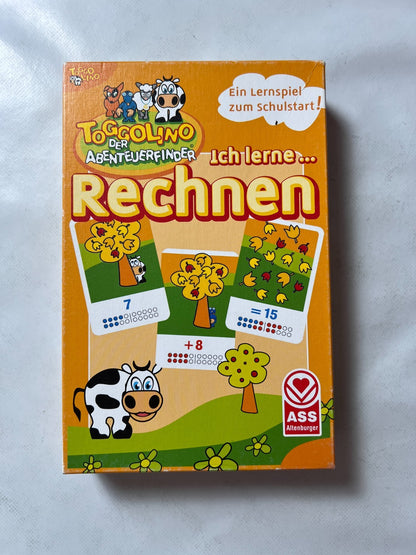 TOGGO
LINO
Ein Lernspiel
zum Schulstart!
TOGGOLINO
DER
ABENTEUERFINDER
Ich lerne...
Rechnen
7
+8
=15
ASS
Altenburger